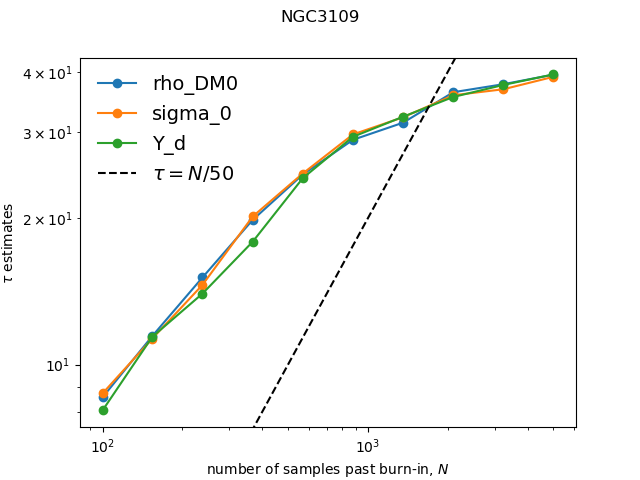 NGC3109
rho_DM0
sigma_0
Y_d
τ = N/50
4 × 10¹
3 × 10¹
2 × 10¹
10¹
τ estimates
10² 10³
number of samples past burn-in, N